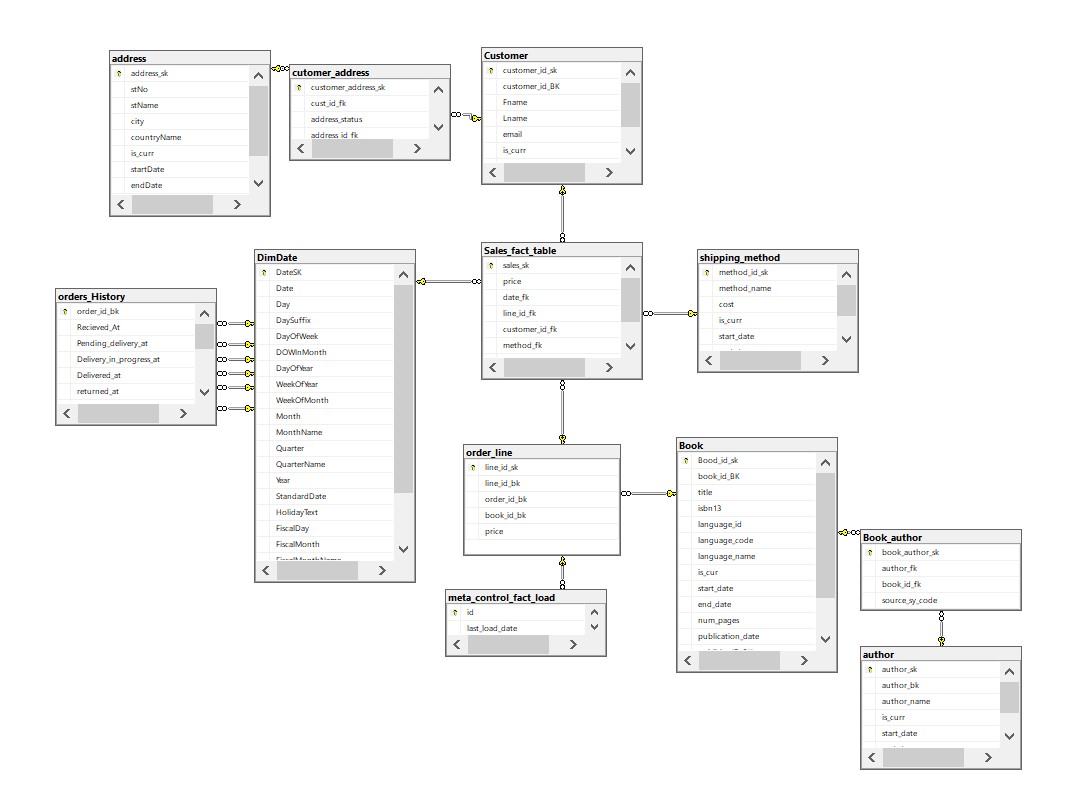 address
address_sk
stNo
stName
city
countryName
is_curr
startDate
endDate
cutomer_address
customer_address_sk
cust_id_fk
address_status
address_id_fk
Customer
customer_id_sk
customer_id_BK
Fname
Lname
email
is_curr
orders_History
order_id_bk
Recieved_At
Pending_delivery_at
Delivery_in_progress_at
Delivered_at
returned_at
DimDate
DateSK
Date
Day
DaySuffix
DayOfWeek
DOWInMonth
DayOfYear
WeekOfYear
WeekOfMonth
Month
MonthName
Quarter
QuarterName
Year
StandardDate
HolidayText
FiscalDay
FiscalMonth
FiscalMonthName
Sales_fact_table
sales_sk
price
date_fk
line_id_fk
customer_id_fk
method_fk
shipping_method
method_id_sk
method_name
cost
is_curr
start_date
order_line
line_id_sk
line_id_bk
order_id_bk
book_id_bk
price
meta_control_fact_load
id
last_load_date
Book
Bood_id_sk
book_id_BK
title
isbn13
language_id
language_code
language_name
is_cur
start_date
end_date
num_pages
publication_date
Book_author
book_author_sk
author_fk
book_id_fk
source_sy_code
author
author_sk
author_bk
author_name
is_curr
start_date